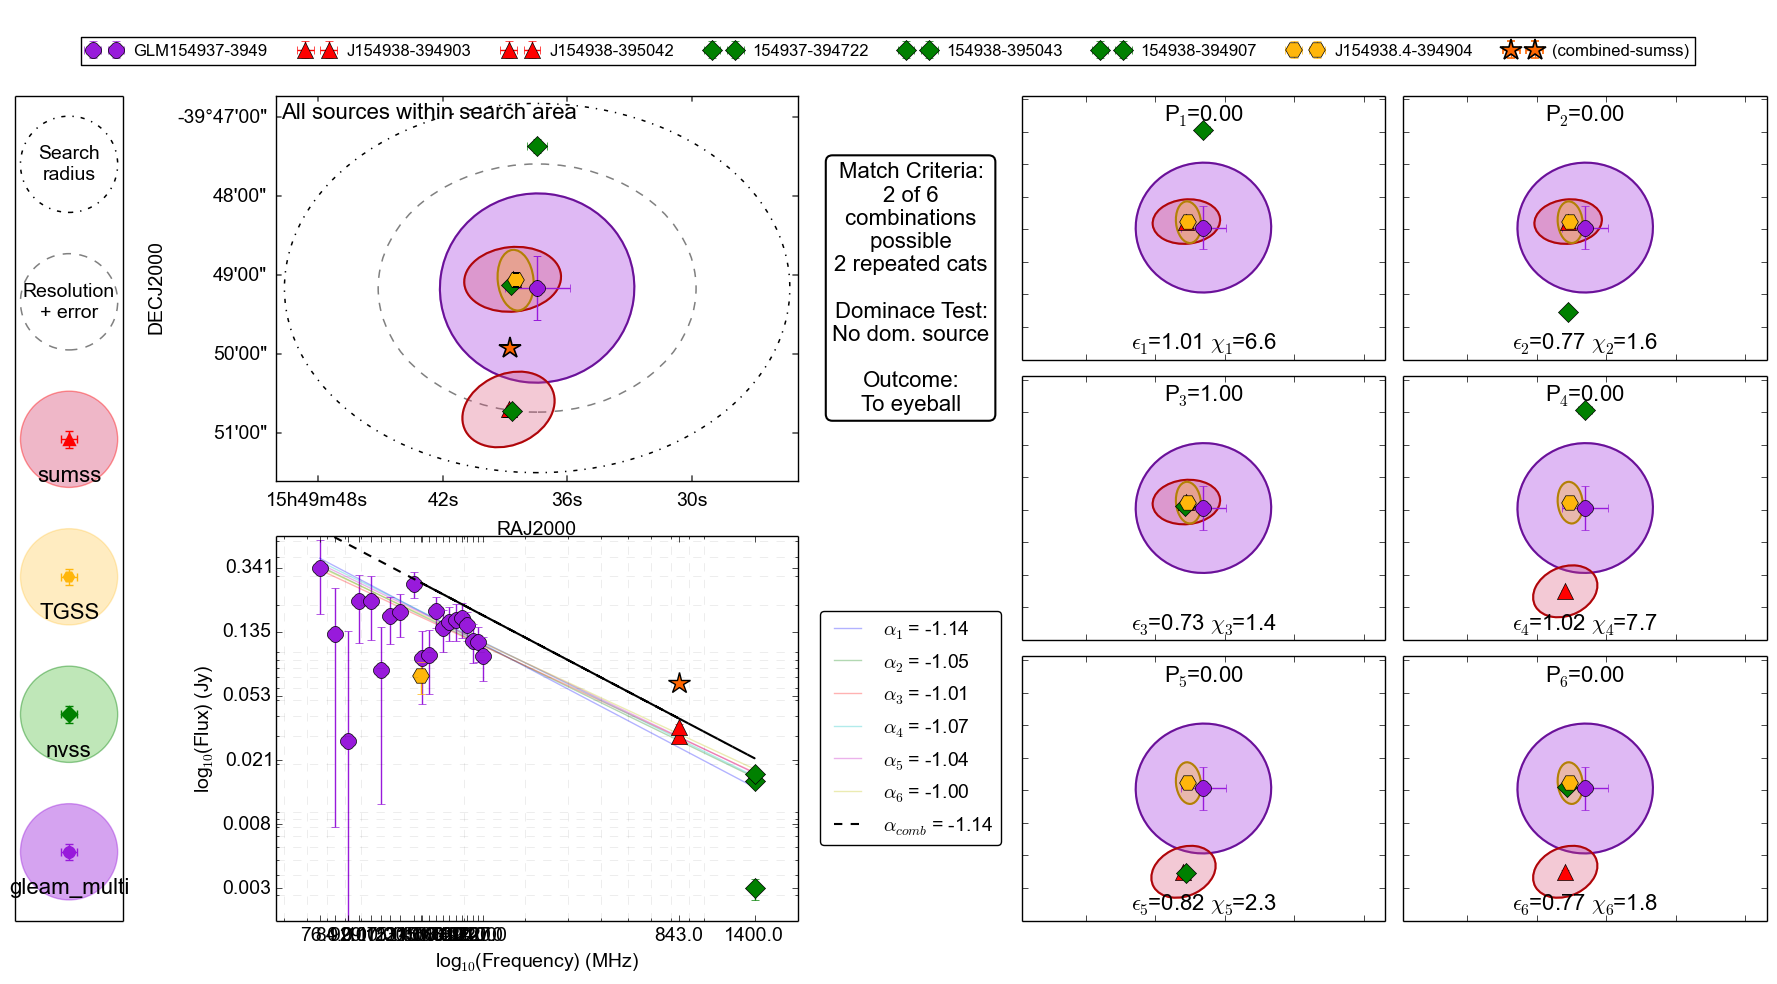 GLM154937-3949 J154938-394903 J154938-395042 154937-394722 154938-395043 154938-394907 J154938.4-394904 (combined-sumss)
Search
radius
Resolution
+ error
sumss
TGSS
nvss
gleam_multi
All sources within search area
-39°47'00"
48'00"
49'00"
50'00"
51'00"
DECJ2000
15h49m48s 42s 36s 30s
RAJ2000
Match Criteria:
2 of 6
combinations
possible
2 repeated cats
Dominace Test:
No dom. source
Outcome:
To eyeball
0.341
0.135
0.053
0.021
0.008
0.003
log10(Flux) (Jy)
843.0 1400.0
log10(Frequency) (MHz)
α1 = -1.14
α2 = -1.05
α3 = -1.01
α4 = -1.07
α5 = -1.04
α6 = -1.00
αcomb = -1.14
P1=0.00
ϵ1=1.01 χ1=6.6
P2=0.00
ϵ2=0.77 χ2=1.6
P3=1.00
ϵ3=0.73 χ3=1.4
P4=0.00
ϵ4=1.02 χ4=7.7
P5=0.00
ϵ5=0.82 χ5=2.3
P6=0.00
ϵ6=0.77 χ6=1.8